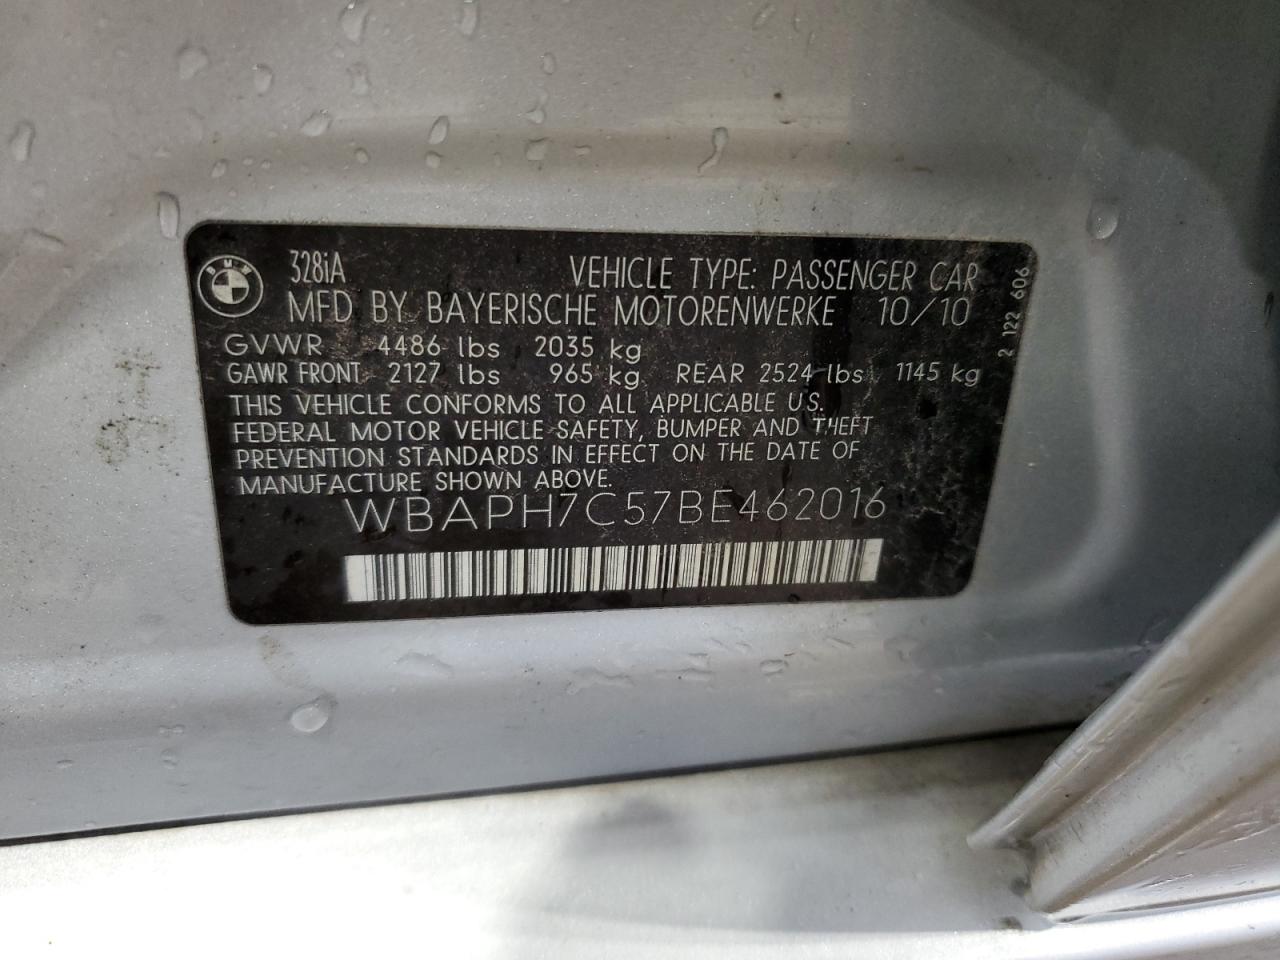 BMW
328iA
VEHICLE TYPE: PASSENGER CAR
MFD BY BAYERISCHE MOTORENWERKE 10/10
GVWR 4486 lbs 2035 kg
GAWR FRONT 2127 lbs 965 kg REAR 2524 lbs 1145 kg
THIS VEHICLE CONFORMS TO ALL APPLICABLE U.S.
FEDERAL MOTOR VEHICLE SAFETY, BUMPER AND THEFT
PREVENTION STANDARDS IN EFFECT ON THE DATE OF
MANUFACTURE SHOWN ABOVE.
WBAPH7C57BE462016
2 122 606